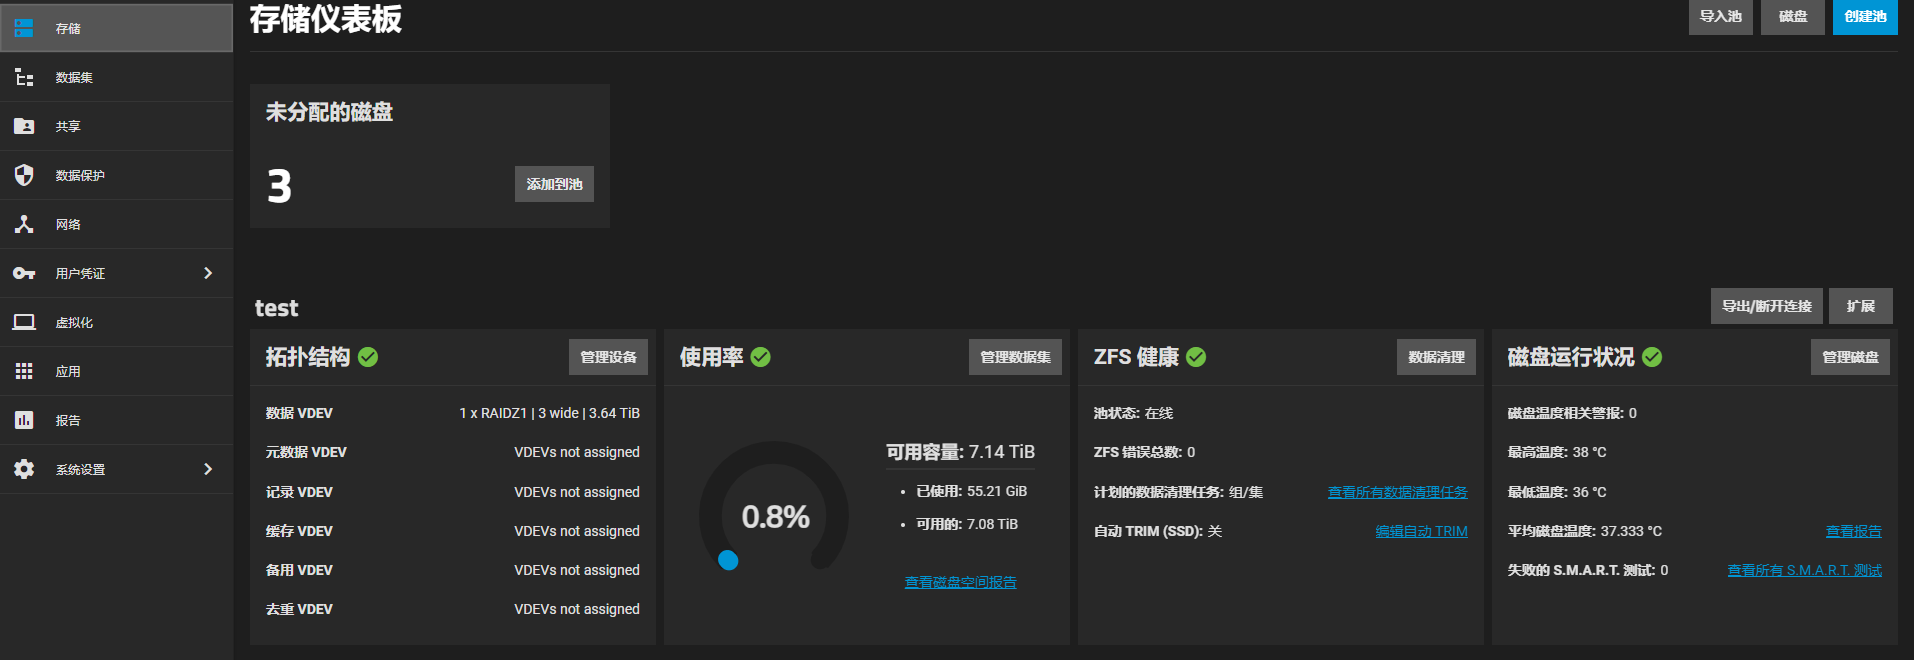 存储
数据集
共享
数据保护
网络
用户凭证
虚拟化
应用
报告
系统设置
存储仪表板
导入池
磁盘
创建池
未分配的磁盘
3
添加到池
test
导出/断开连接
扩展
拓扑结构
管理设备
数据 VDEV 1 x RAIDZ1 | 3 wide | 3.64 TiB
元数据 VDEV VDEVs not assigned
记录 VDEV VDEVs not assigned
缓存 VDEV VDEVs not assigned
备用 VDEV VDEVs not assigned
去重 VDEV VDEVs not assigned
使用率
管理数据集
0.8%
可用容量: 7.14 TiB
已使用: 55.21 GiB
可用的: 7.08 TiB
查看磁盘空间报告
ZFS 健康
数据清理
池状态: 在线
ZFS 错误总数: 0
计划的数据清理任务: 组/集 查看所有数据清理任务
自动 TRIM (SSD): 关 编辑自动 TRIM
磁盘运行状况
管理磁盘
磁盘温度相关警报: 0
最高温度: 38 °C
最低温度: 36 °C
平均磁盘温度: 37.333 °C 查看报告
失败的 S.M.A.R.T. 测试: 0 查看所有 S.M.A.R.T. 测试